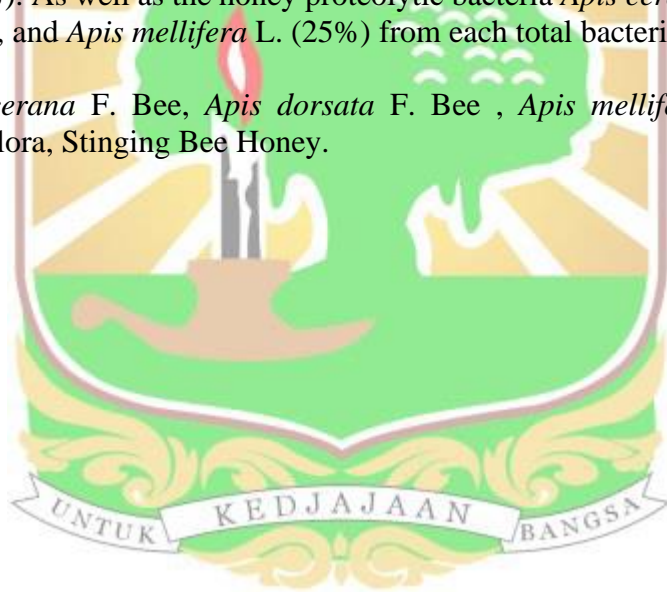 ). As well as the honey proteolytic bacteria Apis cer
, and Apis mellifera L. (25%) from each total bacteri
erana F. Bee, Apis dorsata F. Bee , Apis mellif
lora, Stinging Bee Honey.
UNTUK KEDJAJAAN BANGSA